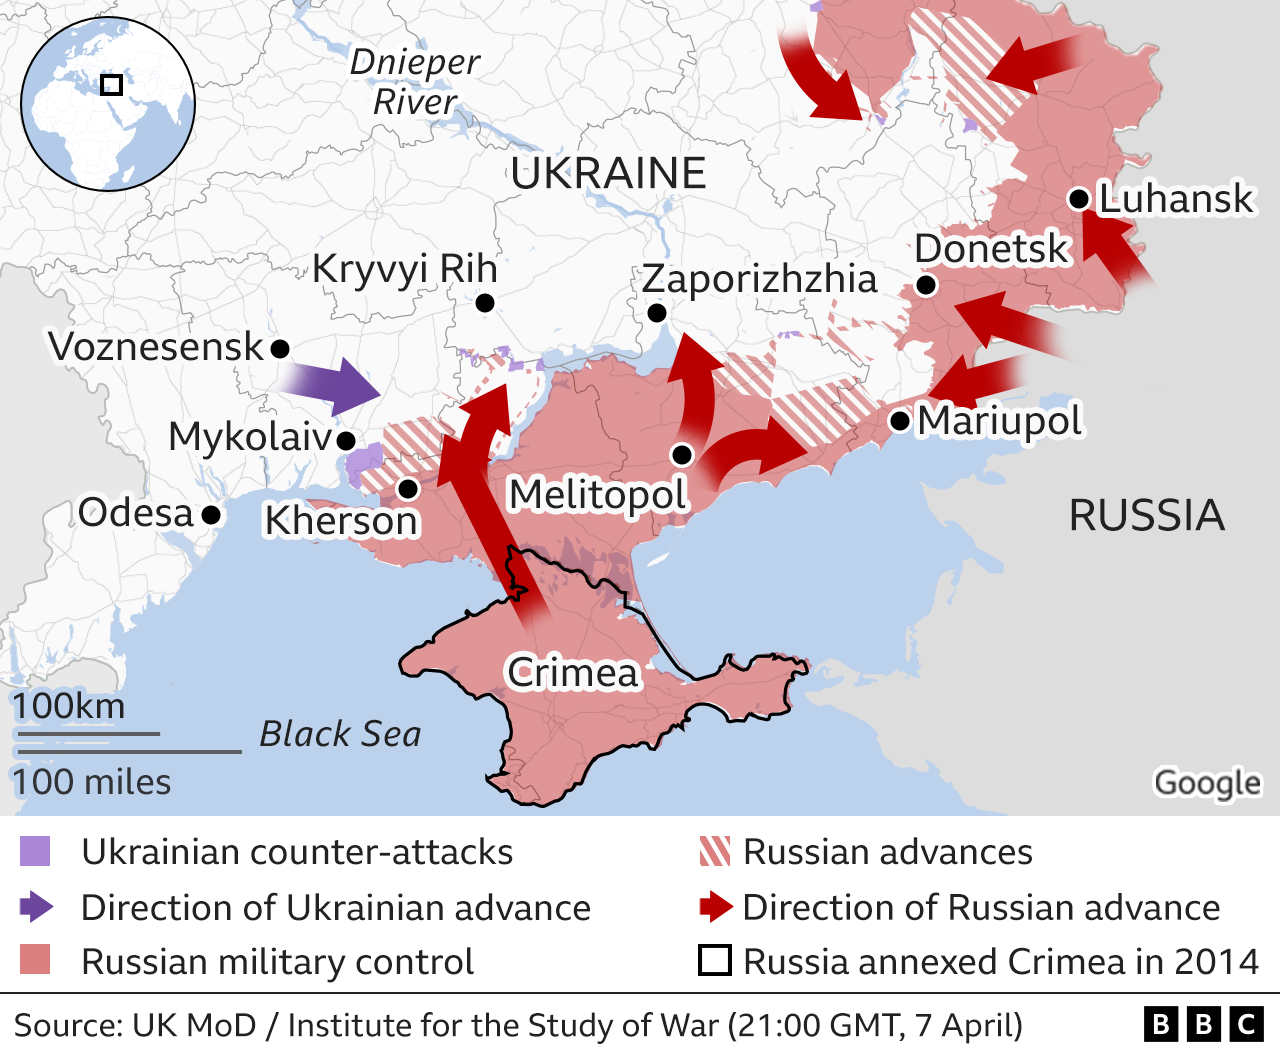 Dnieper
River
UKRAINE
Luhansk
Donetsk
Kryvyi Rih
Zaporizhzhia
Voznesensk
Mariupol
Mykolaiv
Melitopol
Odesa
Kherson
RUSSIA
Crimea
100km
Black Sea
100 miles
Google
Ukrainian counter-attacks
Russian advances
Direction of Ukrainian advance
Direction of Russian advance
Russian military control
Russia annexed Crimea in 2014
Source: UK MoD / Institute for the Study of War (21:00 GMT, 7 April)
BBC